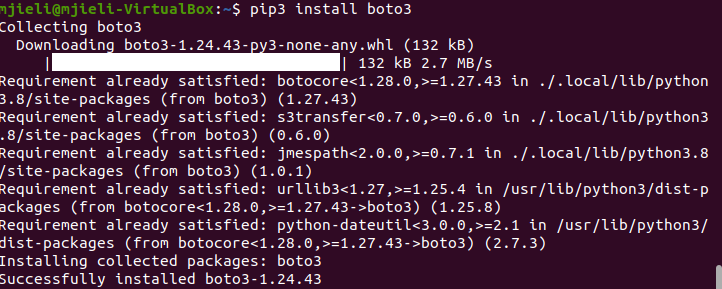 mjieli@mjieli-VirtualBox:~$ pip3 install boto3
Collecting boto3
  Downloading boto3-1.24.43-py3-none-any.whl (132 kB)
     |                                | 132 kB 2.7 MB/s
Requirement already satisfied: botocore<1.28.0,>=1.27.43 in ./.local/lib/python
3.8/site-packages (from boto3) (1.27.43)
Requirement already satisfied: s3transfer<0.7.0,>=0.6.0 in ./.local/lib/python3
.8/site-packages (from boto3) (0.6.0)
Requirement already satisfied: jmespath<2.0.0,>=0.7.1 in ./.local/lib/python3.8
/site-packages (from boto3) (1.0.1)
Requirement already satisfied: urllib3<1.27,>=1.25.4 in /usr/lib/python3/dist-p
ackages (from botocore<1.28.0,>=1.27.43->boto3) (1.25.8)
Requirement already satisfied: python-dateutil<3.0.0,>=2.1 in /usr/lib/python3/
dist-packages (from botocore<1.28.0,>=1.27.43->boto3) (2.7.3)
Installing collected packages: boto3
Successfully installed boto3-1.24.43